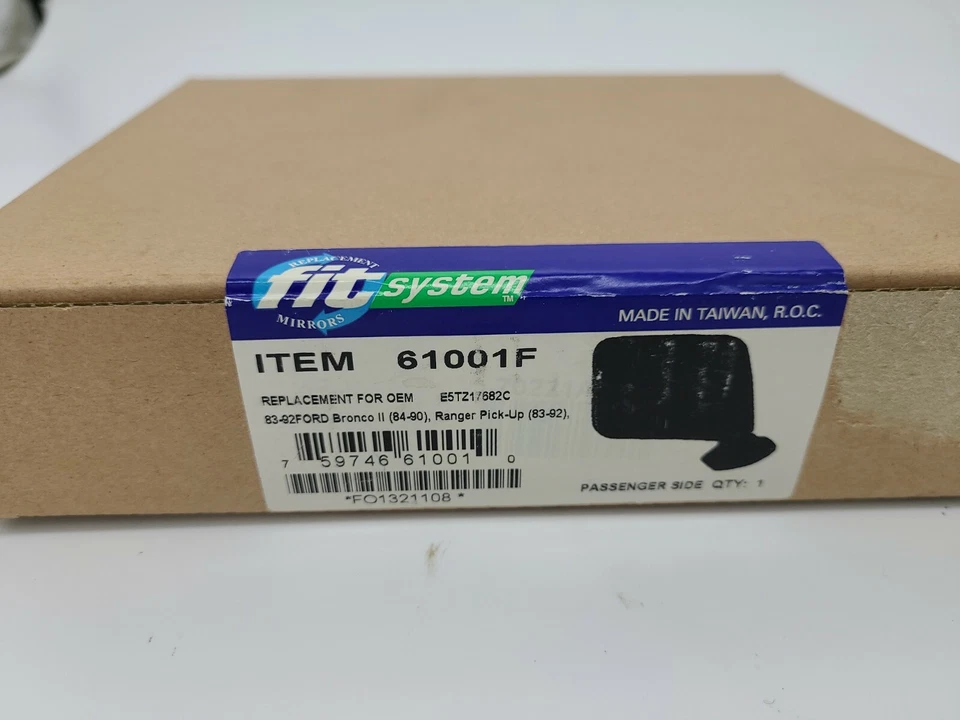 REPLACEMENT
fit system™
MIRRORS
MADE IN TAIWAN, R.O.C.
ITEM 61001F
REPLACEMENT FOR OEM E5TZ17682C
83-92FORD Bronco II (84-90), Ranger Pick-Up (83-92),
7 59746 61001 0
*FO1321108*
PASSENGER SIDE QTY: 1